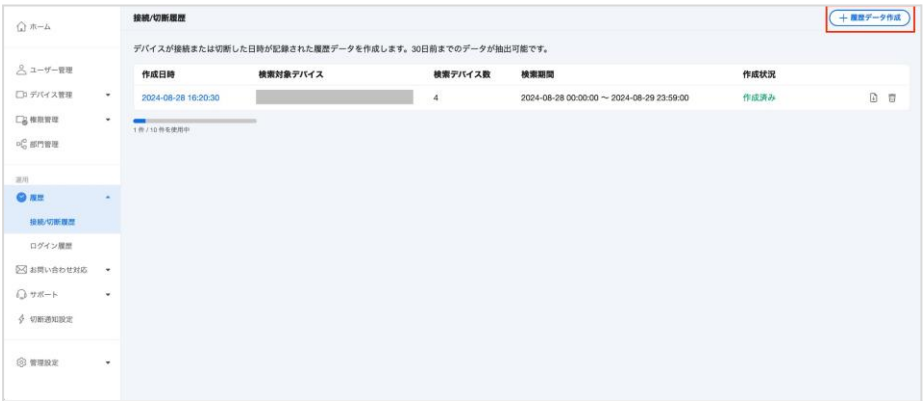 ホーム
ユーザー管理
デバイス管理
権限管理
部門管理
運用
履歴
接続/切断履歴
ログイン履歴
お問い合わせ対応
サポート
切断通知設定
管理設定
接続/切断履歴
＋ 履歴データ作成
デバイスが接続または切断した日時が記録された履歴データを作成します。30日前までのデータが抽出可能です。
作成日時 検索対象デバイス 検索デバイス数 検索期間 作成状況
2024-08-28 16:20:30 4 2024-08-28 00:00:00 ～ 2024-08-29 23:59:00 作成済み
1 件 / 10 件を使用中